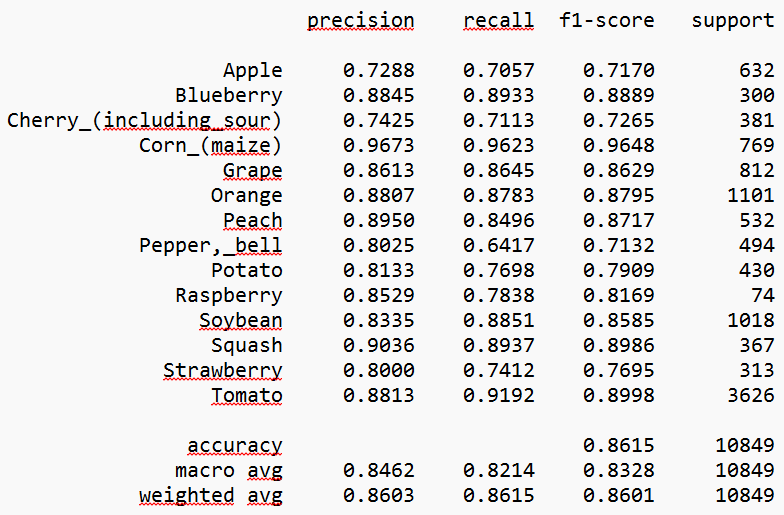 precision recall f1-score support
Apple 0.7288 0.7057 0.7170 632
Blueberry 0.8845 0.8933 0.8889 300
Cherry_(including_sour) 0.7425 0.7113 0.7265 381
Corn_(maize) 0.9673 0.9623 0.9648 769
Grape 0.8613 0.8645 0.8629 812
Orange 0.8807 0.8783 0.8795 1101
Peach 0.8950 0.8496 0.8717 532
Pepper,_bell 0.8025 0.6417 0.7132 494
Potato 0.8133 0.7698 0.7909 430
Raspberry 0.8529 0.7838 0.8169 74
Soybean 0.8335 0.8851 0.8585 1018
Squash 0.9036 0.8937 0.8986 367
Strawberry 0.8000 0.7412 0.7695 313
Tomato 0.8813 0.9192 0.8998 3626
accuracy 0.8615 10849
macro avg 0.8462 0.8214 0.8328 10849
weighted avg 0.8603 0.8615 0.8601 10849